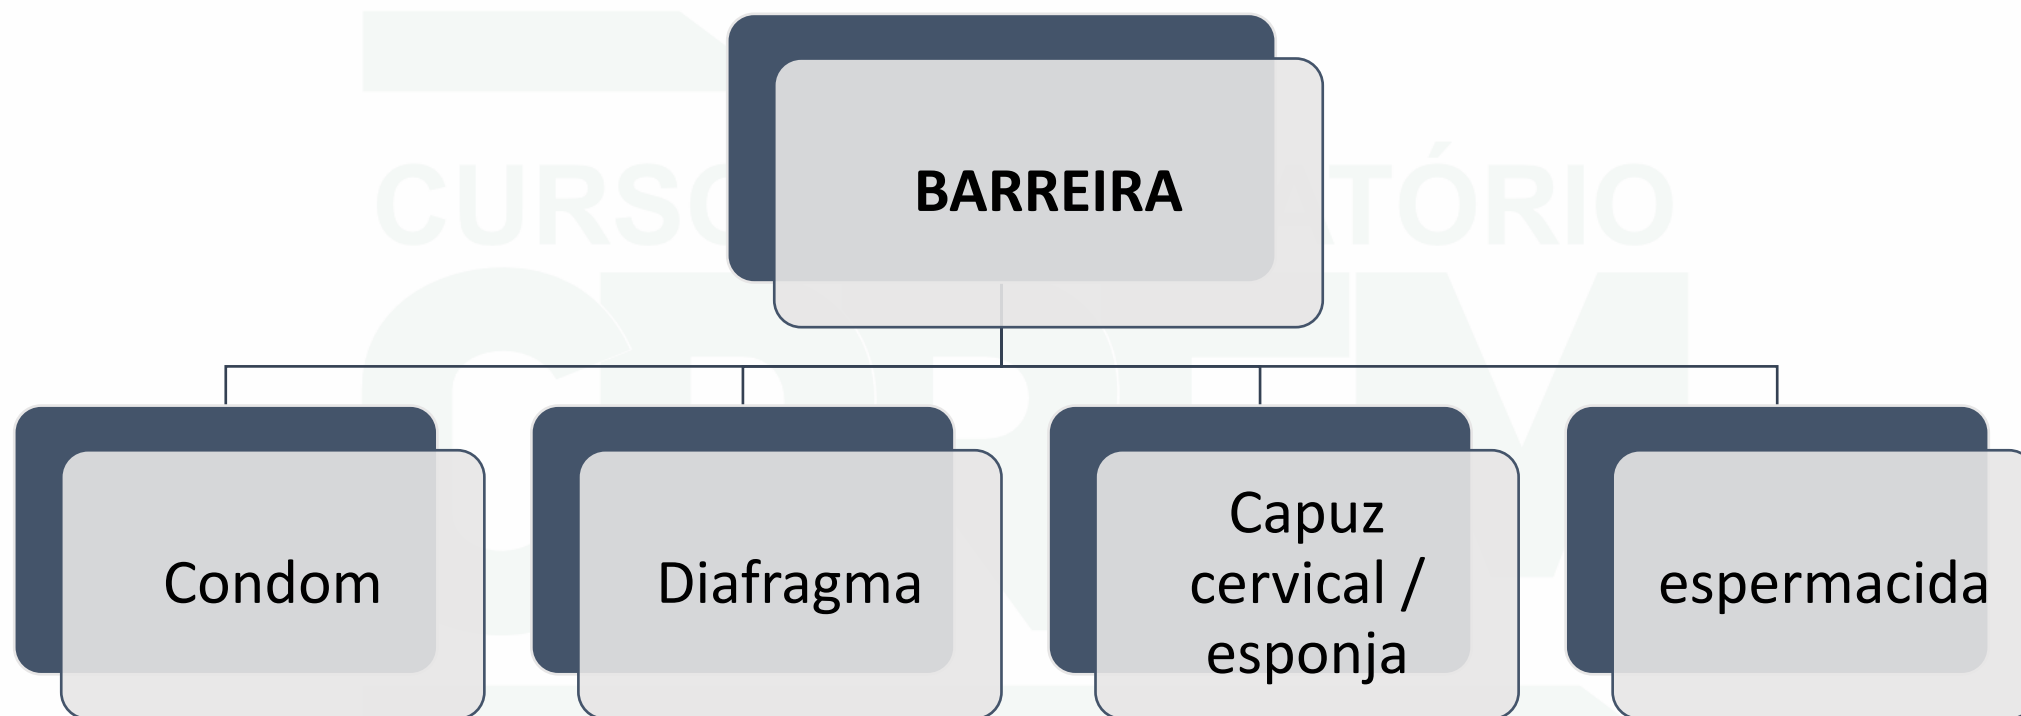 BARREIRA
Condom
Diafragma
Capuz
cervical /
esponja
espermacida